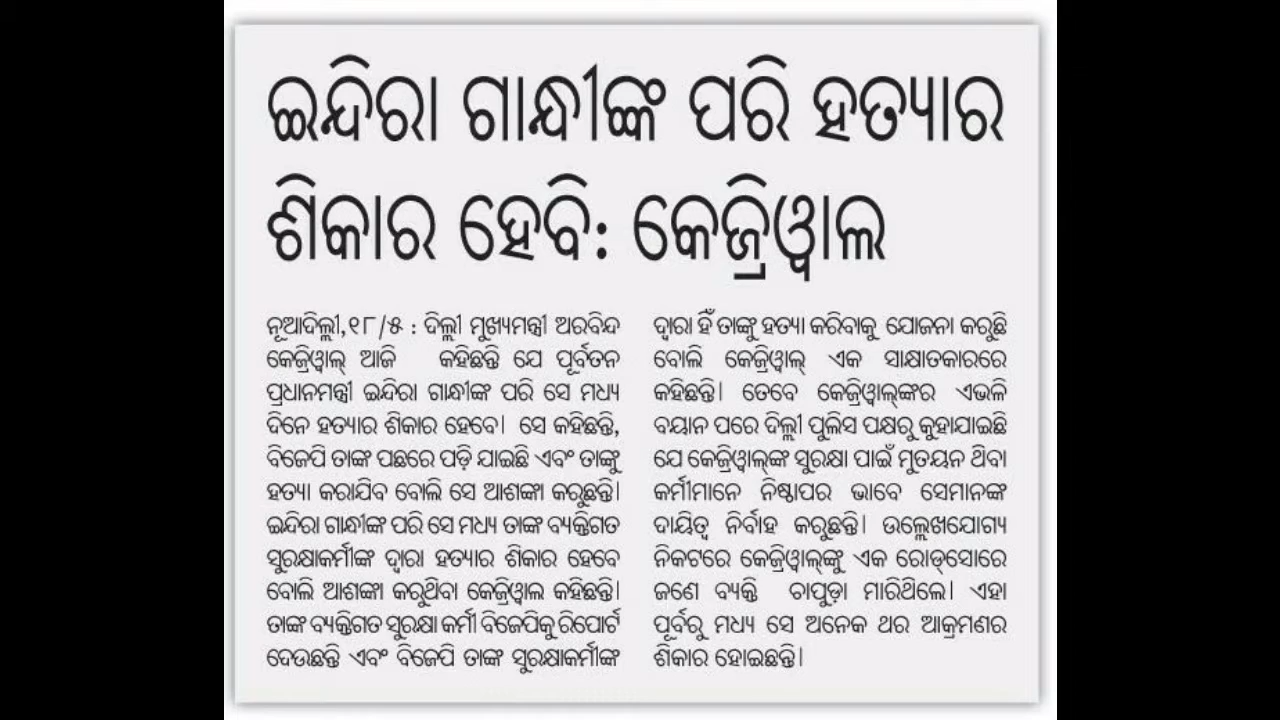 ଇନ୍ଦିରା ଗାନ୍ଧୀଙ୍କ ପରି ହତ୍ୟାର
ଶିକାର ହେବି: କେଜ୍ରିୱାଲ
ନୂଆଦିଲ୍ଲୀ,୧୮/୫ : ଦିଲ୍ଲୀ ମୁଖ୍ୟମନ୍ତ୍ରୀ ଅରବିନ୍ଦ
କେଜ୍ରିୱାଲ୍ ଆଜି କହିଛନ୍ତି ଯେ ପୂର୍ବତନ
ପ୍ରଧାନମନ୍ତ୍ରୀ ଇନ୍ଦିରା ଗାନ୍ଧୀଙ୍କ ପରି ସେ ମଧ୍ୟ
ଦିନେ ହତ୍ୟାର ଶିକାର ହେବେ। ସେ କହିଛନ୍ତି,
ବିଜେପି ତାଙ୍କ ପଛରେ ପଡ଼ି ଯାଇଛି ଏବଂ ତାଙ୍କୁ
ହତ୍ୟା କରାଯିବ ବୋଲି ସେ ଆଶଙ୍କା କରୁଛନ୍ତି।
ଇନ୍ଦିରା ଗାନ୍ଧୀଙ୍କ ପରି ସେ ମଧ୍ୟ ତାଙ୍କ ବ୍ୟକ୍ତିଗତ
ସୁରକ୍ଷାକର୍ମୀଙ୍କ ଦ୍ୱାରା ହତ୍ୟାର ଶିକାର ହେବେ
ବୋଲି ଆଶଙ୍କା କରୁଥିବା କେଜ୍ରିୱାଲ କହିଛନ୍ତି।
ତାଙ୍କ ବ୍ୟକ୍ତିଗତ ସୁରକ୍ଷା କର୍ମୀ ବିଜେପିକୁ ରିପୋର୍ଟ
ଦେଉଛନ୍ତି ଏବଂ ବିଜେପି ତାଙ୍କ ସୁରକ୍ଷାକର୍ମୀଙ୍କ
ଦ୍ୱାରା ହିଁ ତାଙ୍କୁ ହତ୍ୟା କରିବାକୁ ଯୋଜନା କରୁଛି
ବୋଲି କେଜ୍ରିୱାଲ୍ ଏକ ସାକ୍ଷାତକାରରେ
କହିଛନ୍ତି। ତେବେ କେଜ୍ରିୱାଲ୍‌ଙ୍କର ଏଭଳି
ବୟାନ ପରେ ଦିଲ୍ଲୀ ପୁଲିସ ପକ୍ଷରୁ କୁହାଯାଇଛି
ଯେ କେଜ୍ରିୱାଲ୍‌ଙ୍କ ସୁରକ୍ଷା ପାଇଁ ମୁତୟନ ଥିବା
କର୍ମୀମାନେ ନିଷ୍ଠାପର ଭାବେ ସେମାନଙ୍କ
ଦାୟିତ୍ୱ ନିର୍ବାହ କରୁଛନ୍ତି। ଉଲ୍ଲେଖଯୋଗ୍ୟ
ନିକଟରେ କେଜ୍ରିୱାଲ୍‌ଙ୍କୁ ଏକ ରୋଡ୍‌ସୋରେ
ଜଣେ ବ୍ୟକ୍ତି ଚାପୁଡ଼ା ମାରିଥିଲେ। ଏହା
ପୂର୍ବରୁ ମଧ୍ୟ ସେ ଅନେକ ଥର ଆକ୍ରମଣର
ଶିକାର ହୋଇଛନ୍ତି।